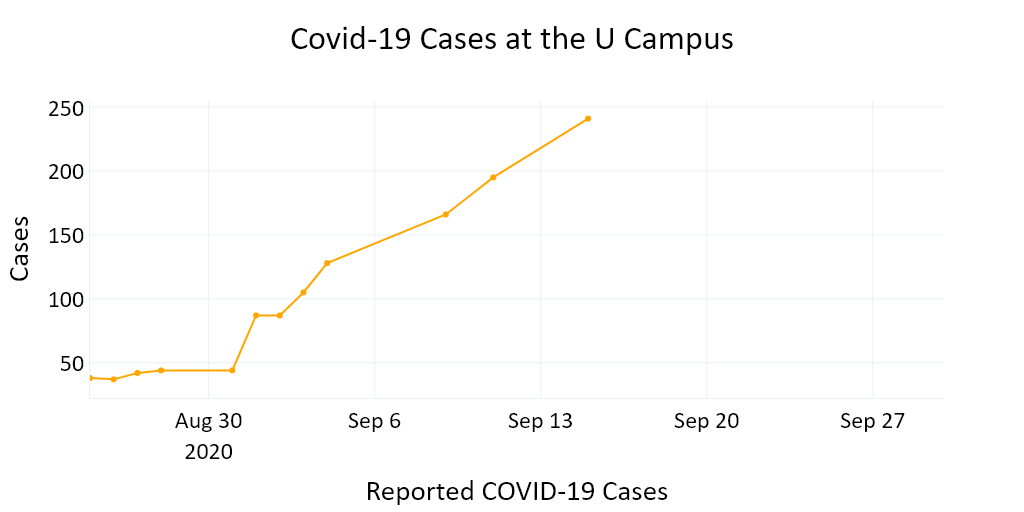 Covid-19 Cases at the U Campus
Cases
250
200
150
100
50
Aug 30 Sep 6 Sep 13 Sep 20 Sep 27
2020
Reported COVID-19 Cases